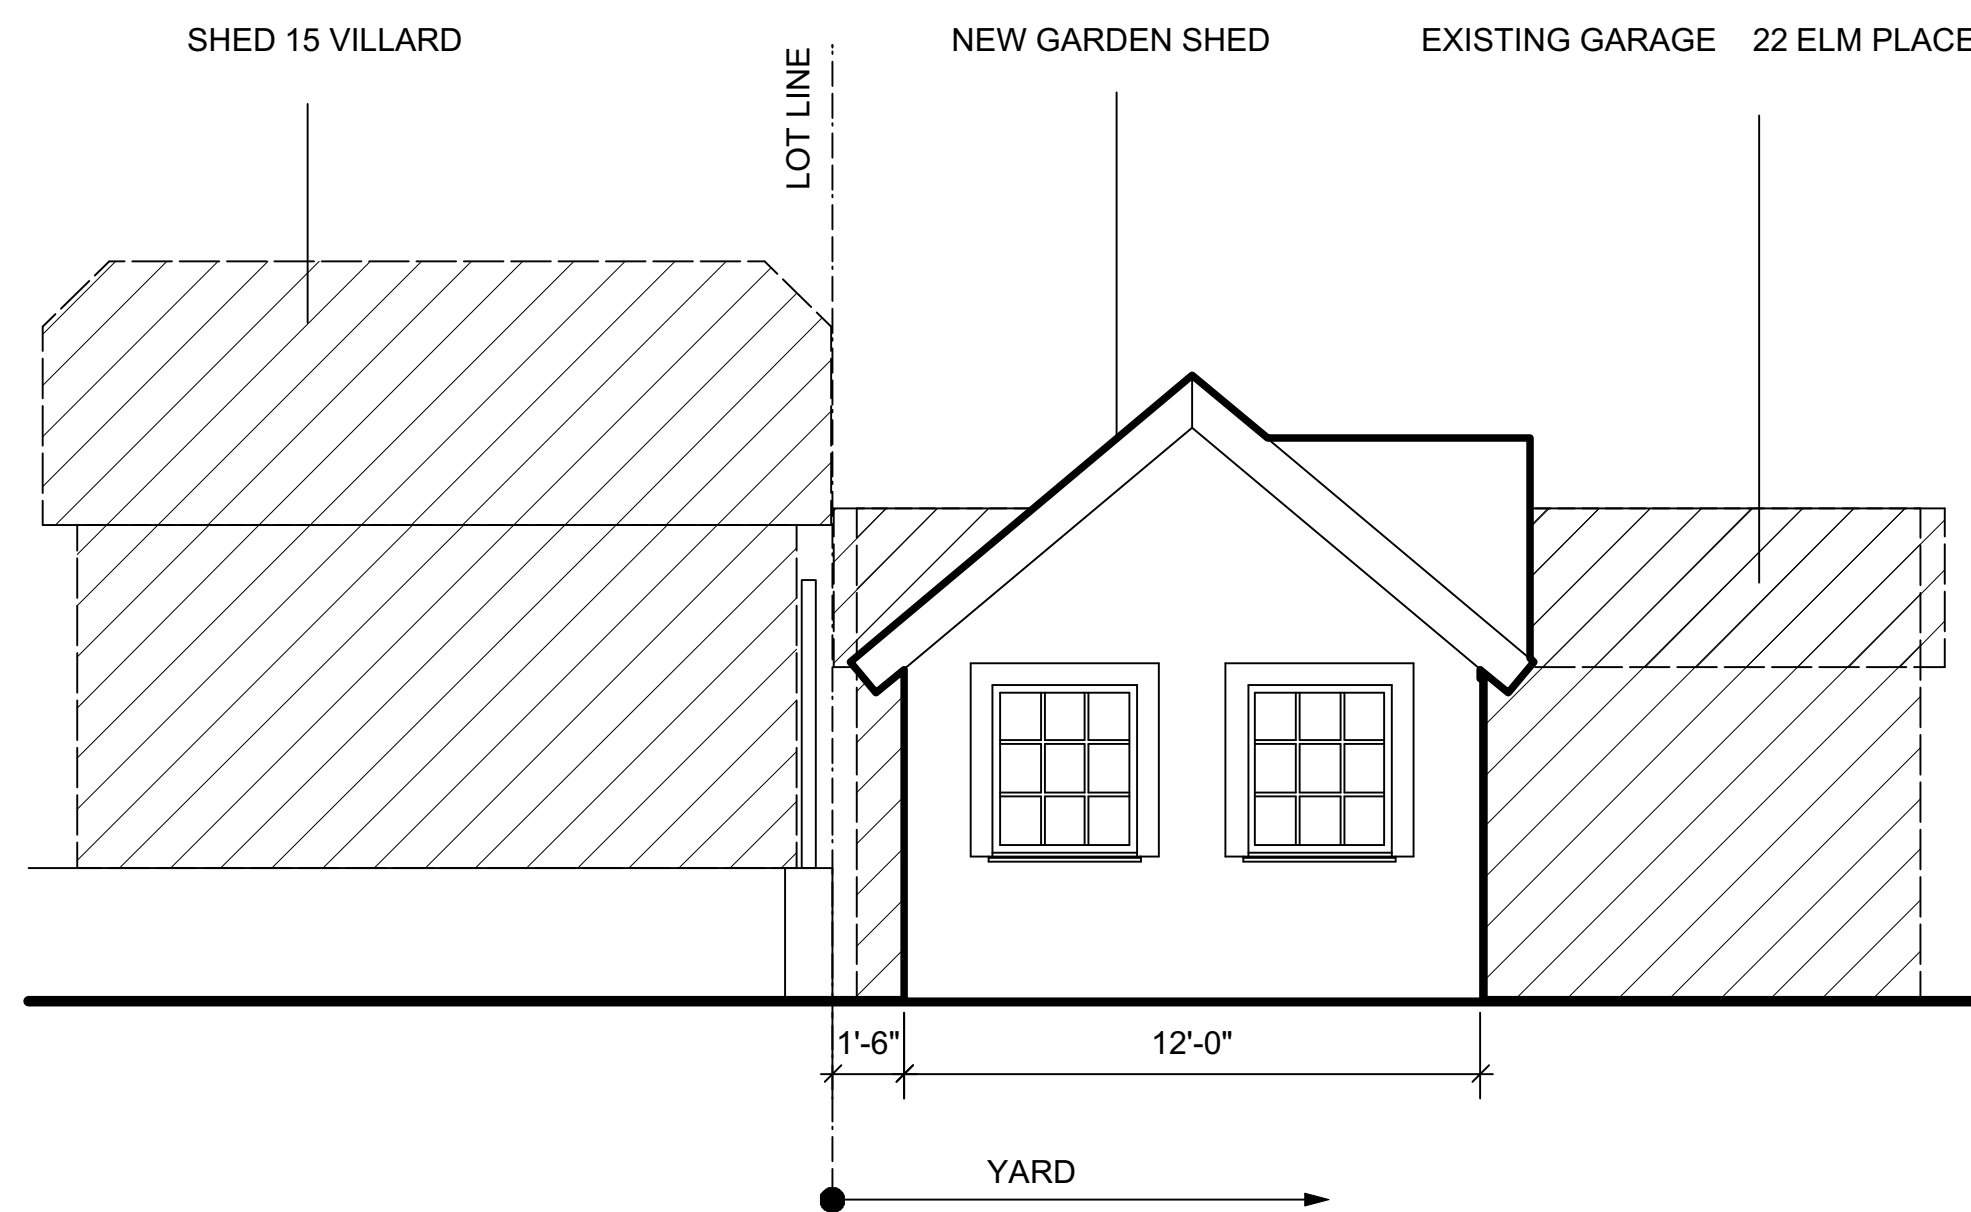 SHED 15 VILLARD
LOT LINE
NEW GARDEN SHED
EXISTING GARAGE 22 ELM PLACE
1'-6"
12'-0"
YARD